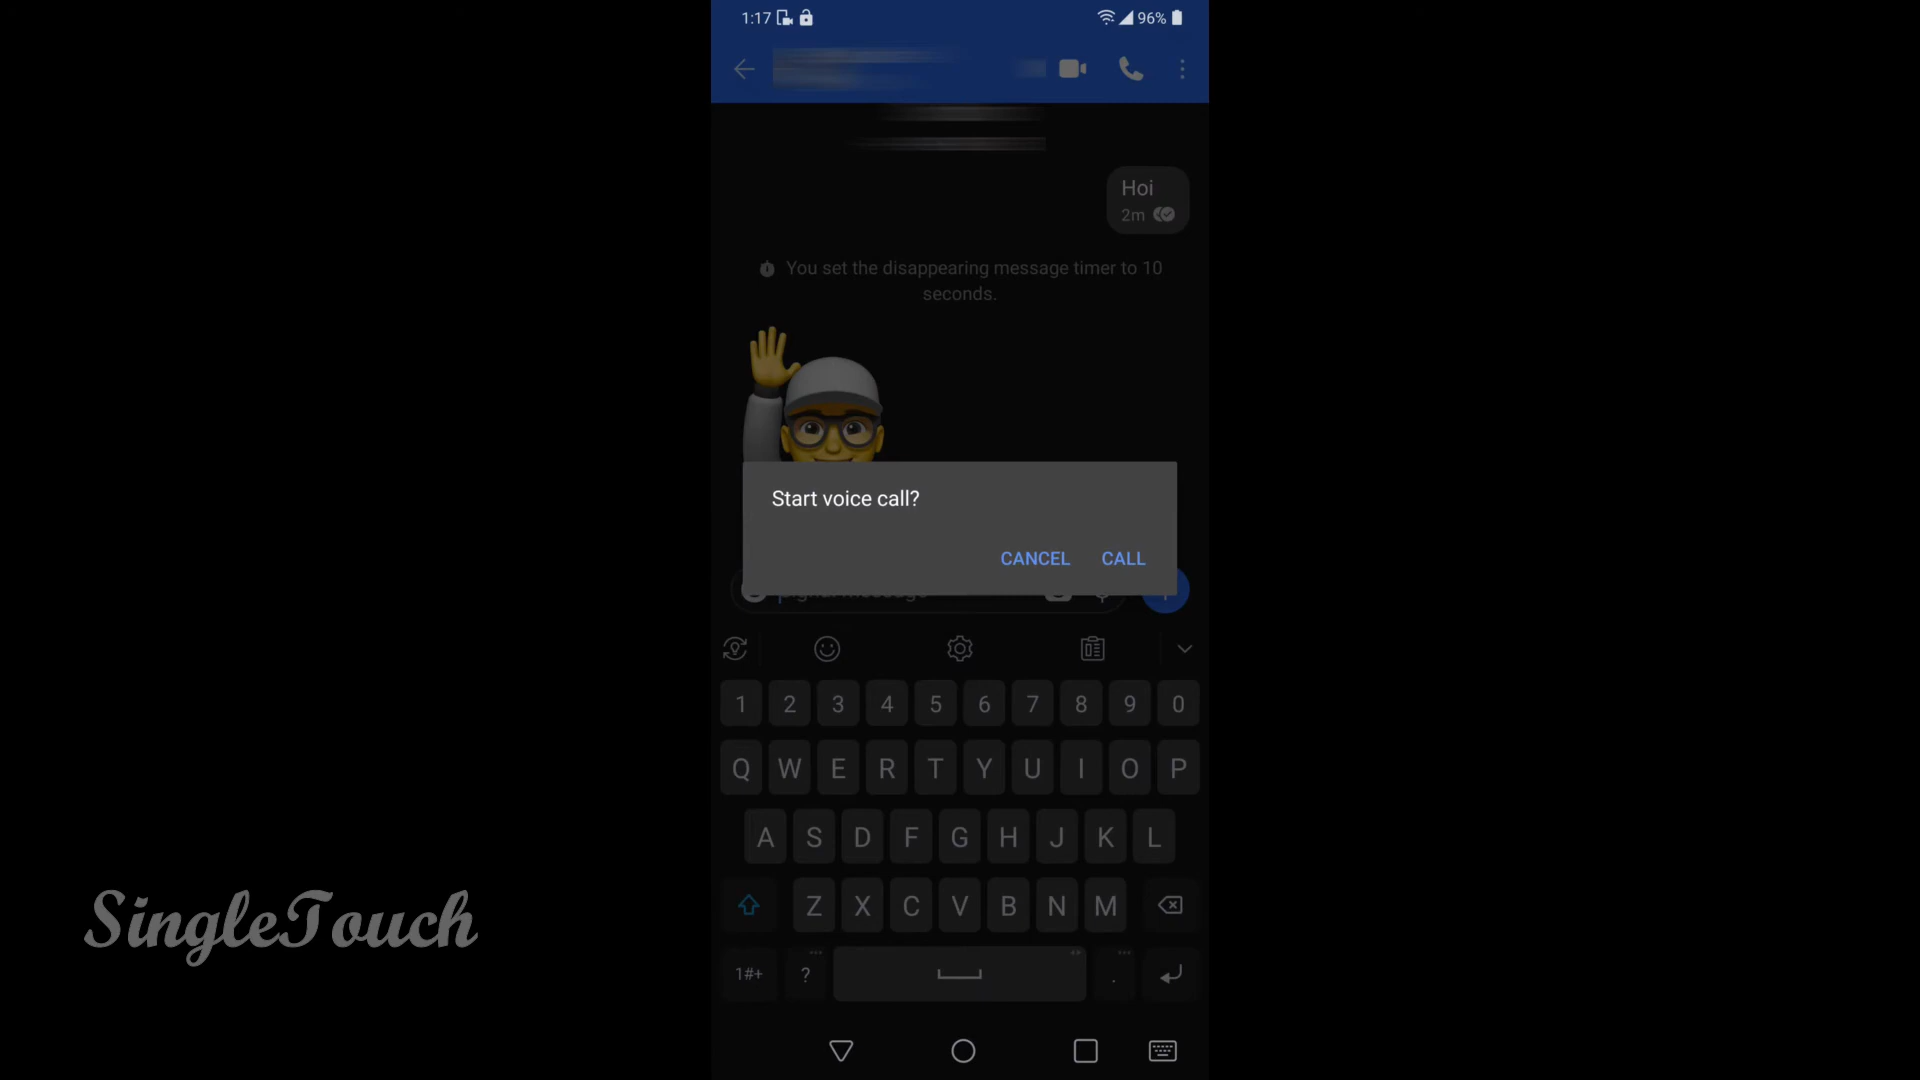 1:17
96%
Hoi
2m
You set the disappearing message timer to 10
seconds.
Start voice call?
CANCEL CALL
1 2 3 4 5 6 7 8 9 0
Q W E R T Y U I O P
A S D F G H J K L
Z X C V B N M
1#+ ? .
SingleTouch